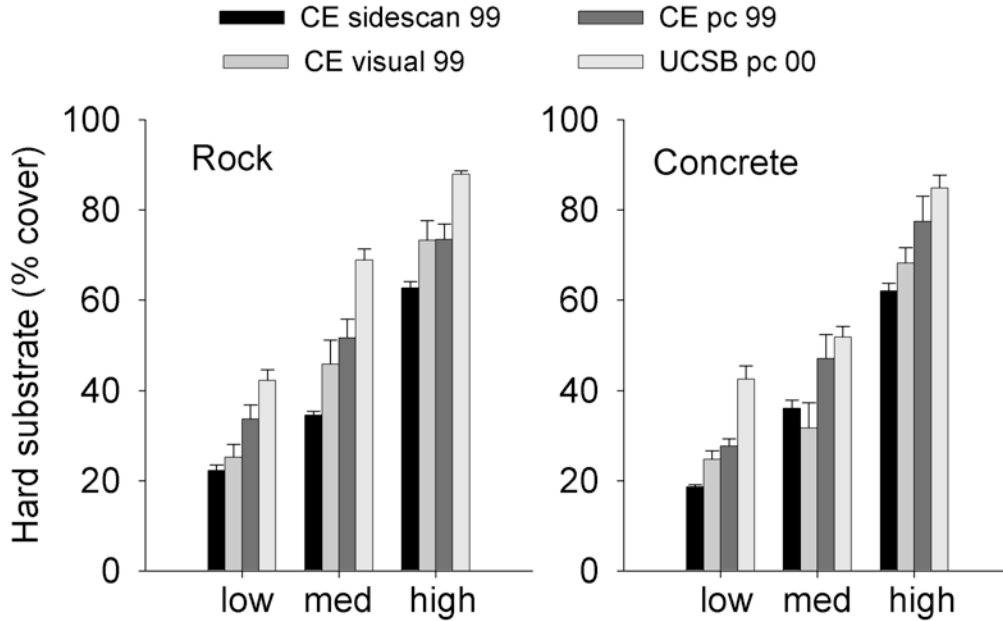 CE sidescan 99 CE pc 99
CE visual 99 UCSB pc 00
Hard substrate (% cover)
100
80
60
40
20
0
Rock
low med high
100
80
60
40
20
0
Concrete
low med high